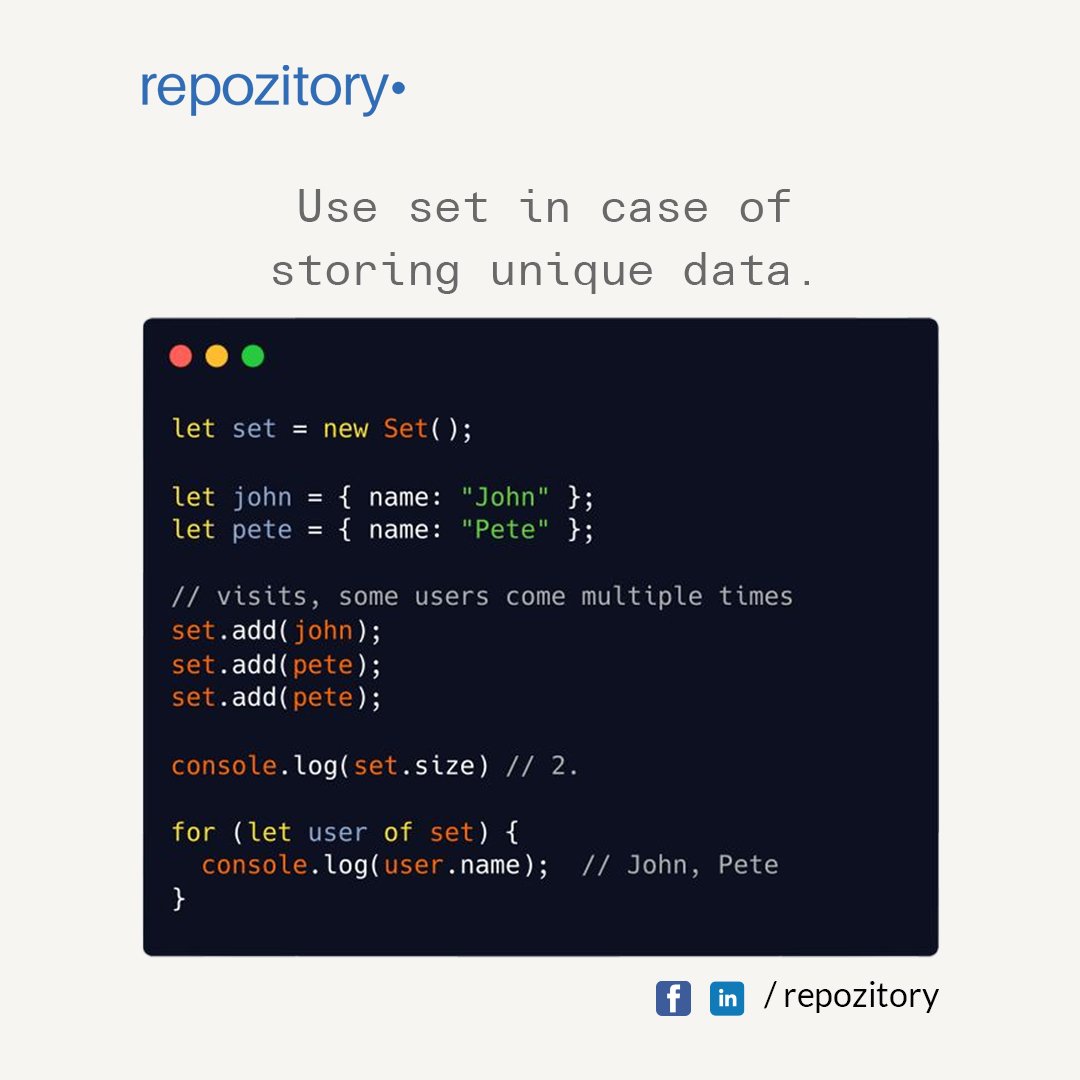 repozitory•
Use set in case of
storing unique data.
let set = new Set();
let john = { name: "John" };
let pete = { name: "Pete" };
// visits, some users come multiple times
set.add(john);
set.add(pete);
set.add(pete);
console.log(set.size) // 2.
for (let user of set) {
  console.log(user.name);  // John, Pete
}
f in / repozitory